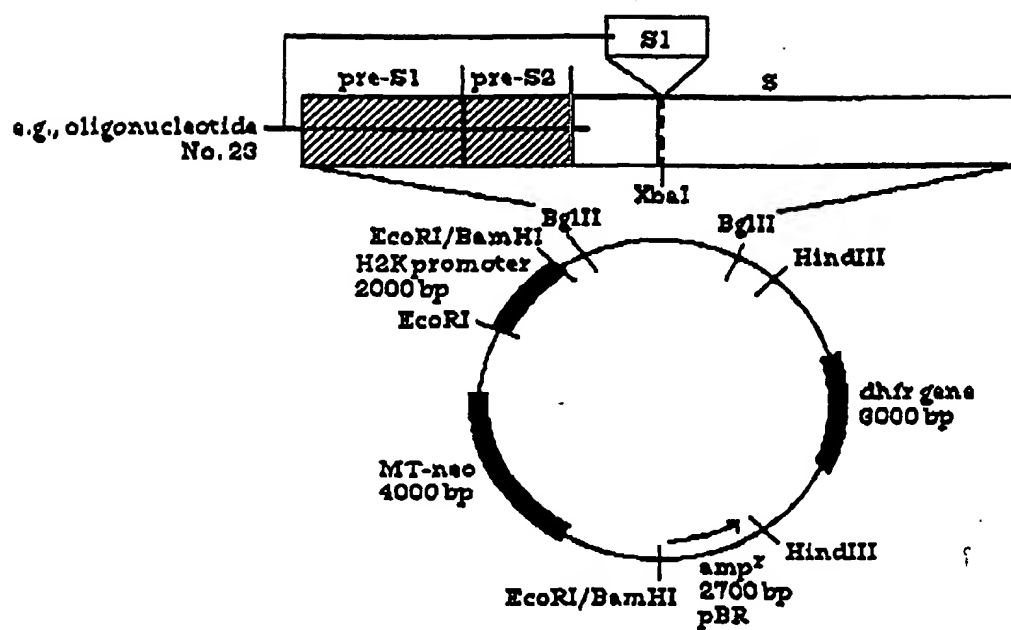 S1
pre-S1
pre-S2
S
e.g., oligonucleotide
No. 23
XbaI
BglII
BglII
EcoRI/BamHI
H2K promoter
2000 bp
HindIII
EcoRI
dhfr gene
3000 bp
MT-neo
4000 bp
HindIII
amp r
2700 bp
pBR
EcoRI/BamHI